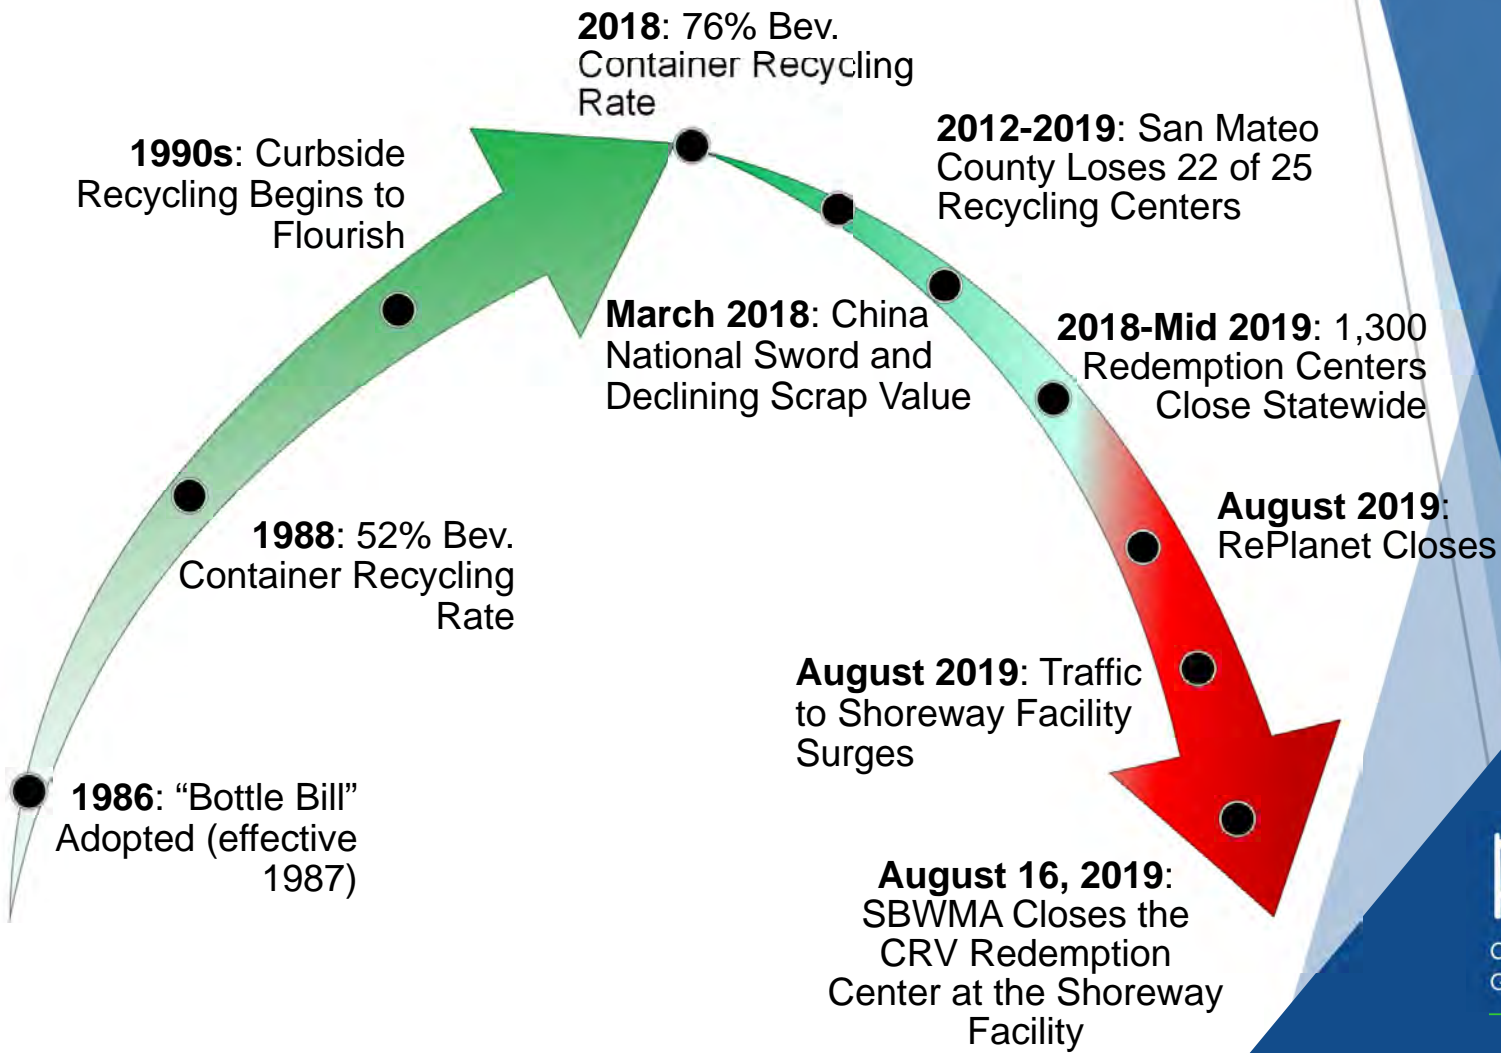 2018: 76% Bev.
Container Recycling
Rate
1990s: Curbside
Recycling Begins to
Flourish
2012-2019: San Mateo
County Loses 22 of 25
Recycling Centers
March 2018: China
National Sword and
Declining Scrap Value
2018-Mid 2019: 1,300
Redemption Centers
Close Statewide
1988: 52% Bev.
Container Recycling
Rate
August 2019:
RePlanet Closes
August 2019: Traffic
to Shoreway Facility
Surges
1986: “Bottle Bill”
Adopted (effective
1987)
August 16, 2019:
SBWMA Closes the
CRV Redemption
Center at the Shoreway
Facility